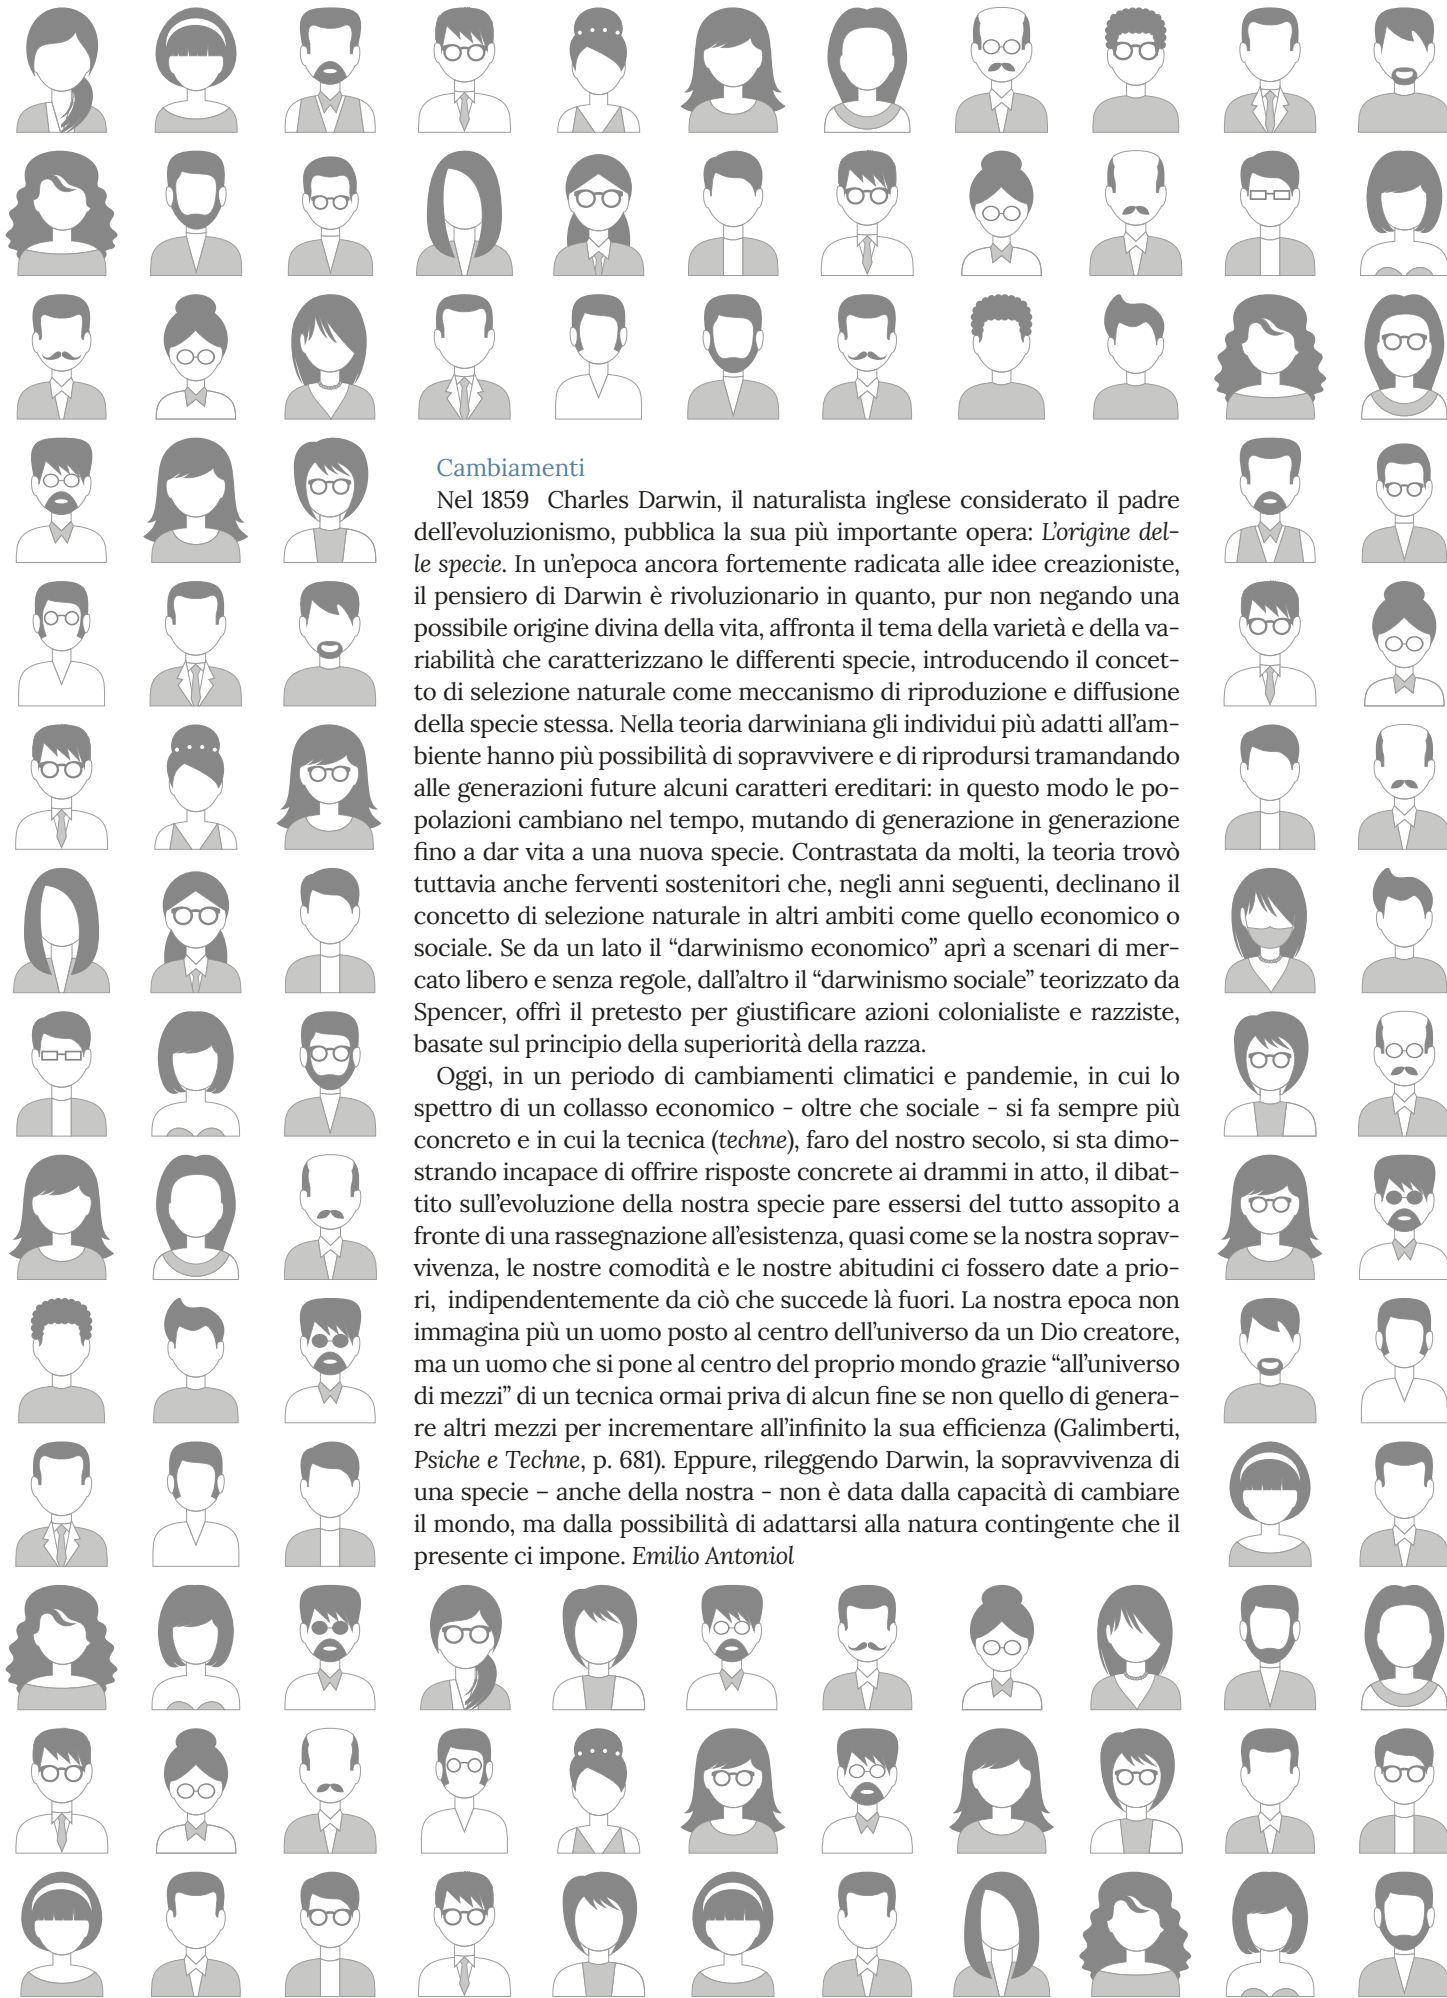 Cambiamenti
Nel 1859  Charles Darwin, il naturalista inglese considerato il padre
dell’evoluzionismo, pubblica la sua più importante opera: L’origine del-
le specie. In un’epoca ancora fortemente radicata alle idee creazioniste,
il pensiero di Darwin è rivoluzionario in quanto, pur non negando una
possibile origine divina della vita, affronta il tema della varietà e della va-
riabilità che caratterizzano le differenti specie, introducendo il concet-
to di selezione naturale come meccanismo di riproduzione e diffusione
della specie stessa. Nella teoria darwiniana gli individui più adatti all’am-
biente hanno più possibilità di sopravvivere e di riprodursi tramandando
alle generazioni future alcuni caratteri ereditari: in questo modo le po-
polazioni cambiano nel tempo, mutando di generazione in generazione
fino a dar vita a una nuova specie. Contrastata da molti, la teoria trovò
tuttavia anche ferventi sostenitori che, negli anni seguenti, declinano il
concetto di selezione naturale in altri ambiti come quello economico o
sociale. Se da un lato il “darwinismo economico” aprì a scenari di mer-
cato libero e senza regole, dall’altro il “darwinismo sociale” teorizzato da
Spencer, offrì il pretesto per giustificare azioni colonialiste e razziste,
basate sul principio della superiorità della razza.
Oggi, in un periodo di cambiamenti climatici e pandemie, in cui lo
spettro di un collasso economico - oltre che sociale - si fa sempre più
concreto e in cui la tecnica (techne), faro del nostro secolo, si sta dimo-
strando incapace di offrire risposte concrete ai drammi in atto, il dibat-
tito sull’evoluzione della nostra specie pare essersi del tutto assopito a
fronte di una rassegnazione all’esistenza, quasi come se la nostra soprav-
vivenza, le nostre comodità e le nostre abitudini ci fossero date a prio-
ri,  indipendentemente da ciò che succede là fuori. La nostra epoca non
immagina più un uomo posto al centro dell’universo da un Dio creatore,
ma un uomo che si pone al centro del proprio mondo grazie “all’universo
di mezzi” di un tecnica ormai priva di alcun fine se non quello di genera-
re altri mezzi per incrementare all’infinito la sua efficienza (Galimberti,
Psiche e Techne, p. 681). Eppure, rileggendo Darwin, la sopravvivenza di
una specie – anche della nostra - non è data dalla capacità di cambiare
il mondo, ma dalla possibilità di adattarsi alla natura contingente che il
presente ci impone. Emilio Antoniol